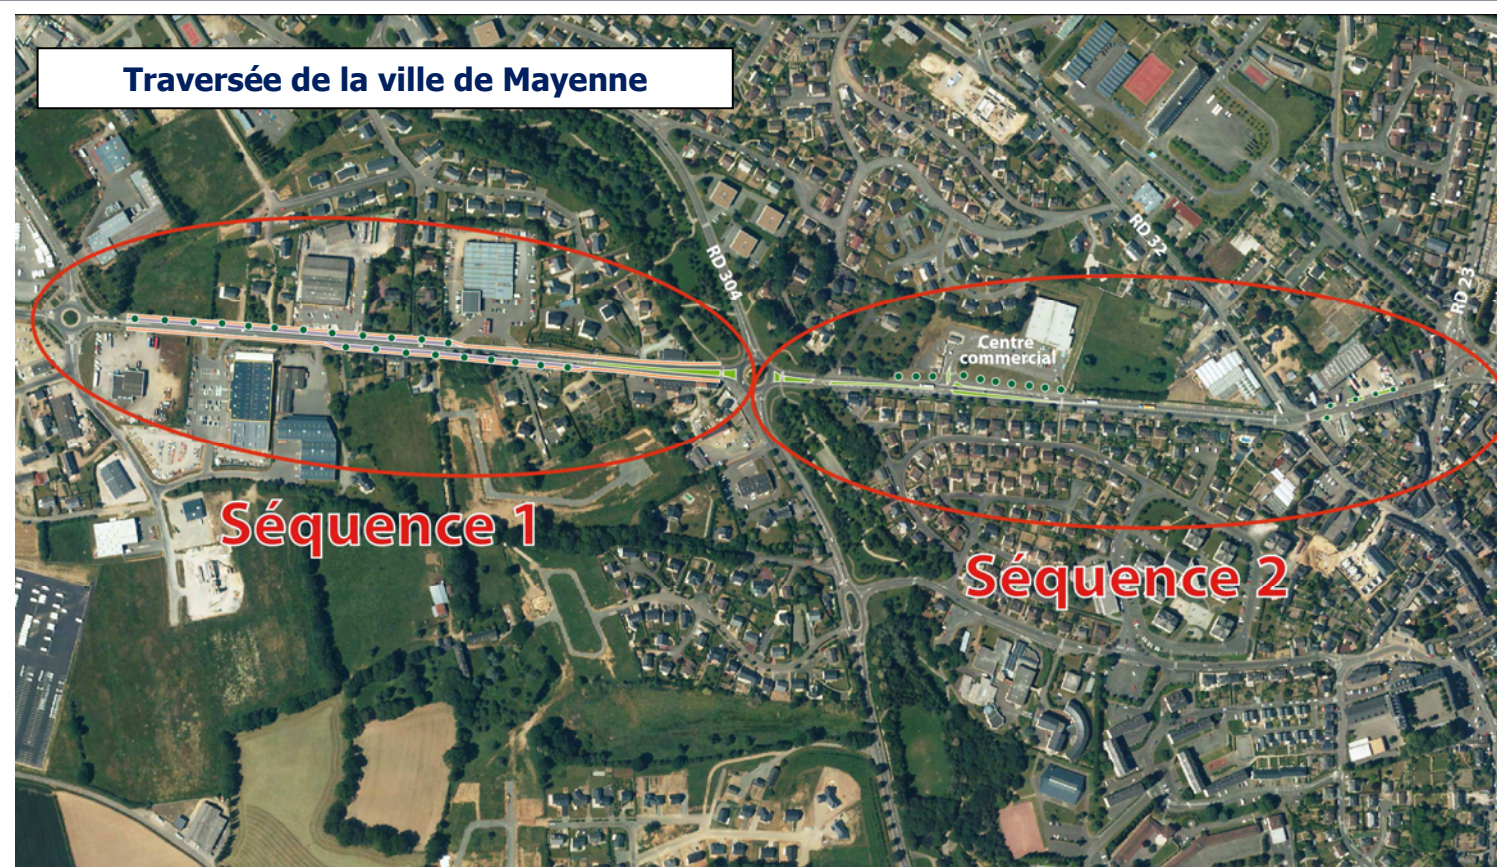 Traversée de la ville de Mayenne
RD 304
RD 32
RD 23
Centre
commercial
Séquence 1
Séquence 2